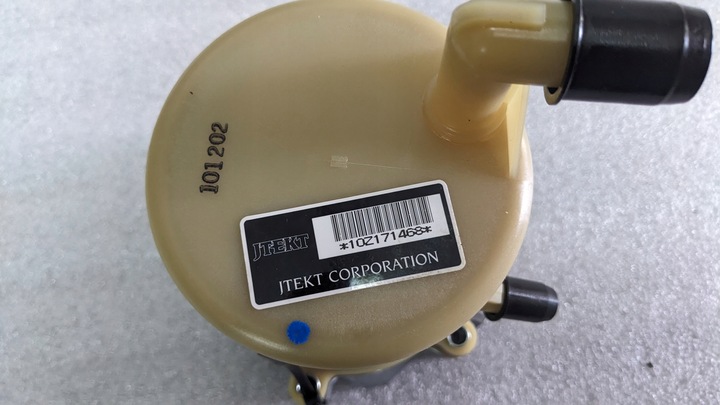 101202
JTEKT
*10Z171468*
JTEKT CORPORATION